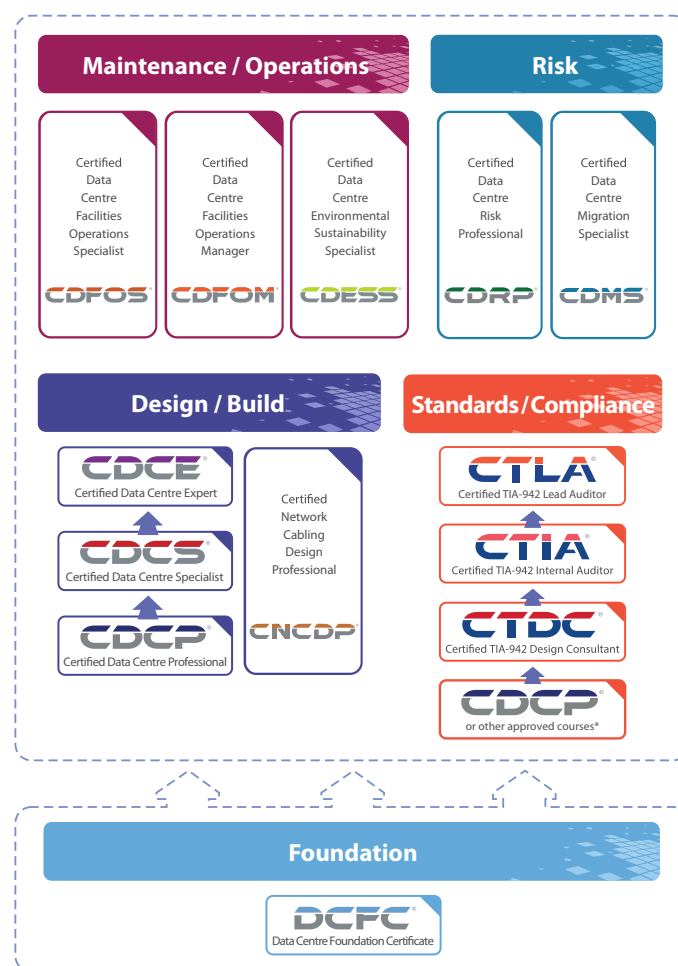 Maintenance / Operations
Risk
Certified
Data
Centre
Facilities
Operations
Specialist
CDFOS®
Certified
Data
Centre
Facilities
Operations
Manager
CDFOM®
Certified
Data
Centre
Environmental
Sustainability
Specialist
CDESS®
Certified
Data
Centre
Risk
Professional
CDRP®
Certified
Data
Centre
Migration
Specialist
CDMS®
Design / Build
CDCE®
Certified Data Centre Expert
CDCS®
Certified Data Centre Specialist
CDCP®
Certified Data Centre Professional
Certified
Network
Cabling
Design
Professional
CNCDP®
Standards/Compliance
CTLA®
Certified TIA-942 Lead Auditor
CTIA®
Certified TIA-942 Internal Auditor
CTDC®
Certified TIA-942 Design Consultant
CDCP®
or other approved courses*
Foundation
DCFC®
Data Centre Foundation Certificate